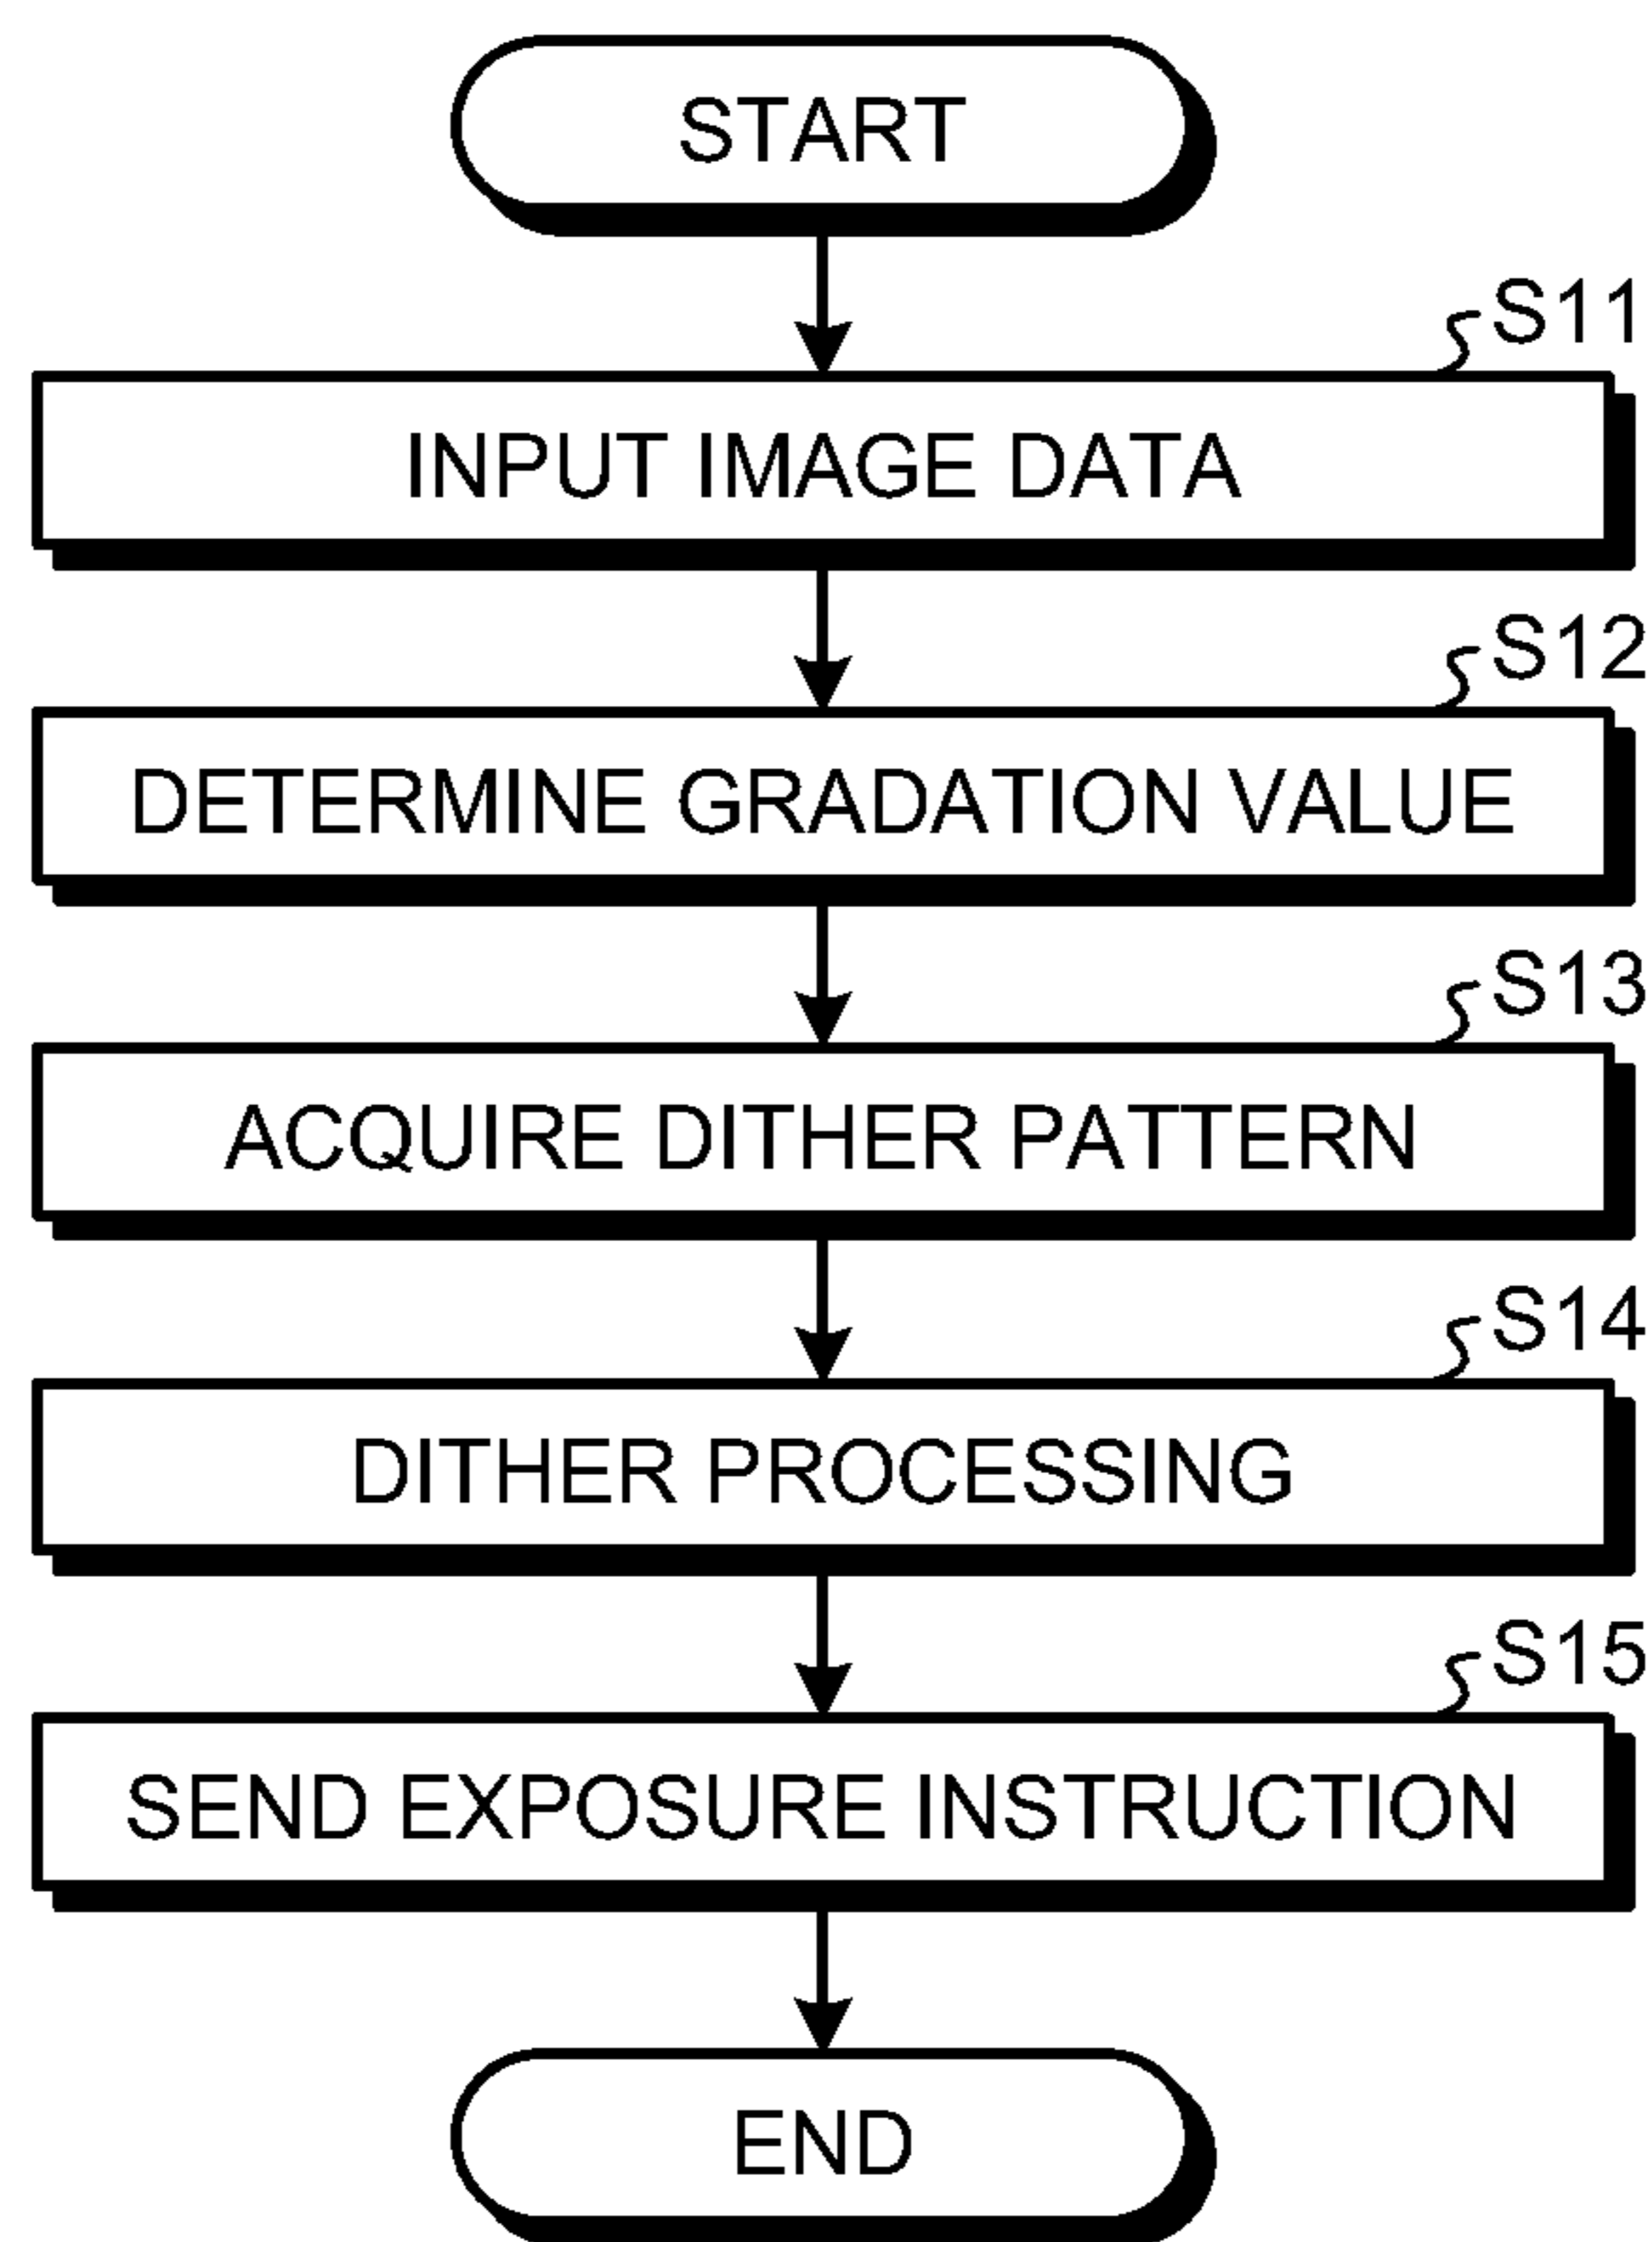 START
S11
INPUT IMAGE DATA
S12
DETERMINE GRADATION VALUE
S13
ACQUIRE DITHER PATTERN
S14
DITHER PROCESSING
S15
SEND EXPOSURE INSTRUCTION
END